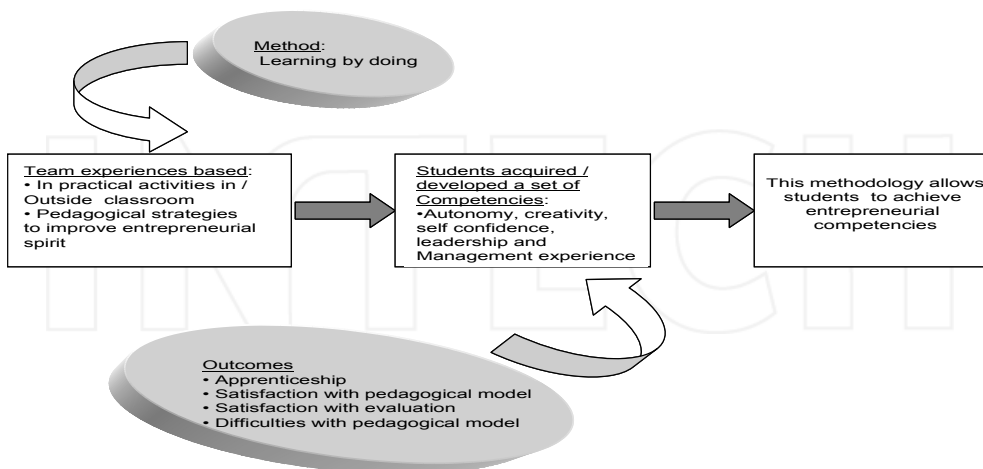 Method:
Learning by doing
Team experiences based:
• In practical activities in /
Outside classroom
• Pedagogical strategies
to improve entrepreneurial
spirit
Students acquired /
developed a set of
Competencies:
•Autonomy, creativity,
self confidence,
leadership and
Management experience
This methodology allows
students to achieve
entrepreneurial
competencies
Outcomes
• Apprenticeship
• Satisfaction with pedagogical model
• Satisfaction with evaluation
• Difficulties with pedagogical model
INTECH